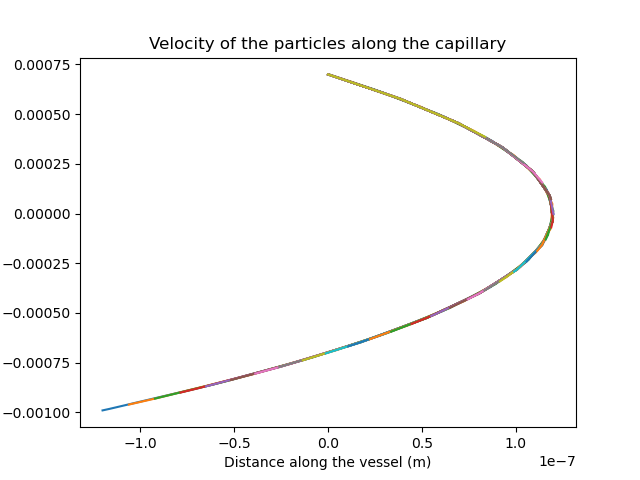 Velocity of the particles along the capillary
0.00075
0.00050
0.00025
0.00000
−0.00025
−0.00050
−0.00075
−0.00100
−1.0 −0.5 0.0 0.5 1.0
1e−7
Distance along the vessel (m)